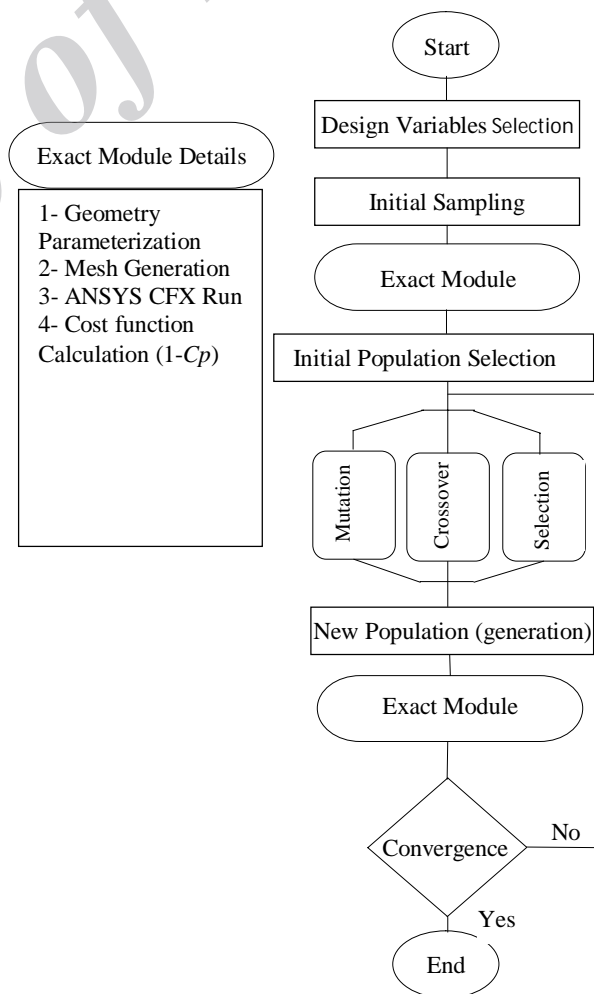 of
Start
Design Variables Selection
Exact Module Details
1- Geometry
Parameterization
2- Mesh Generation
3- ANSYS CFX Run
4- Cost function
Calculation (1-Cp)
Initial Sampling
Exact Module
Initial Population Selection
Mutation
Crossover
Selection
New Population (generation)
Exact Module
Convergence
No
Yes
End